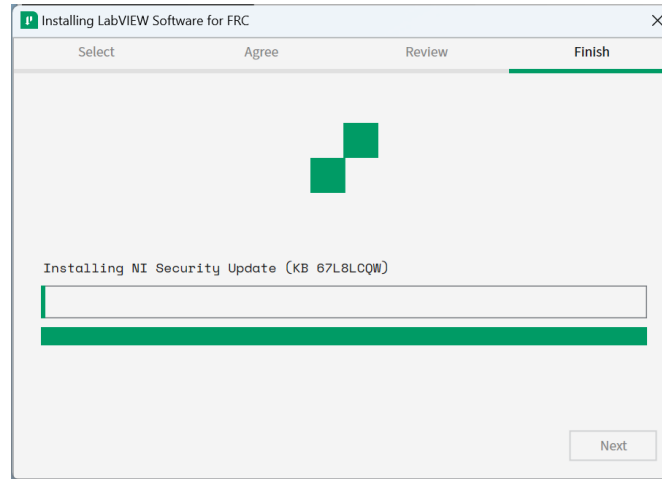 Installing LabVIEW Software for FRC
Select Agree Review Finish
Installing NI Security Update (KB 67L8LCQW)
Next